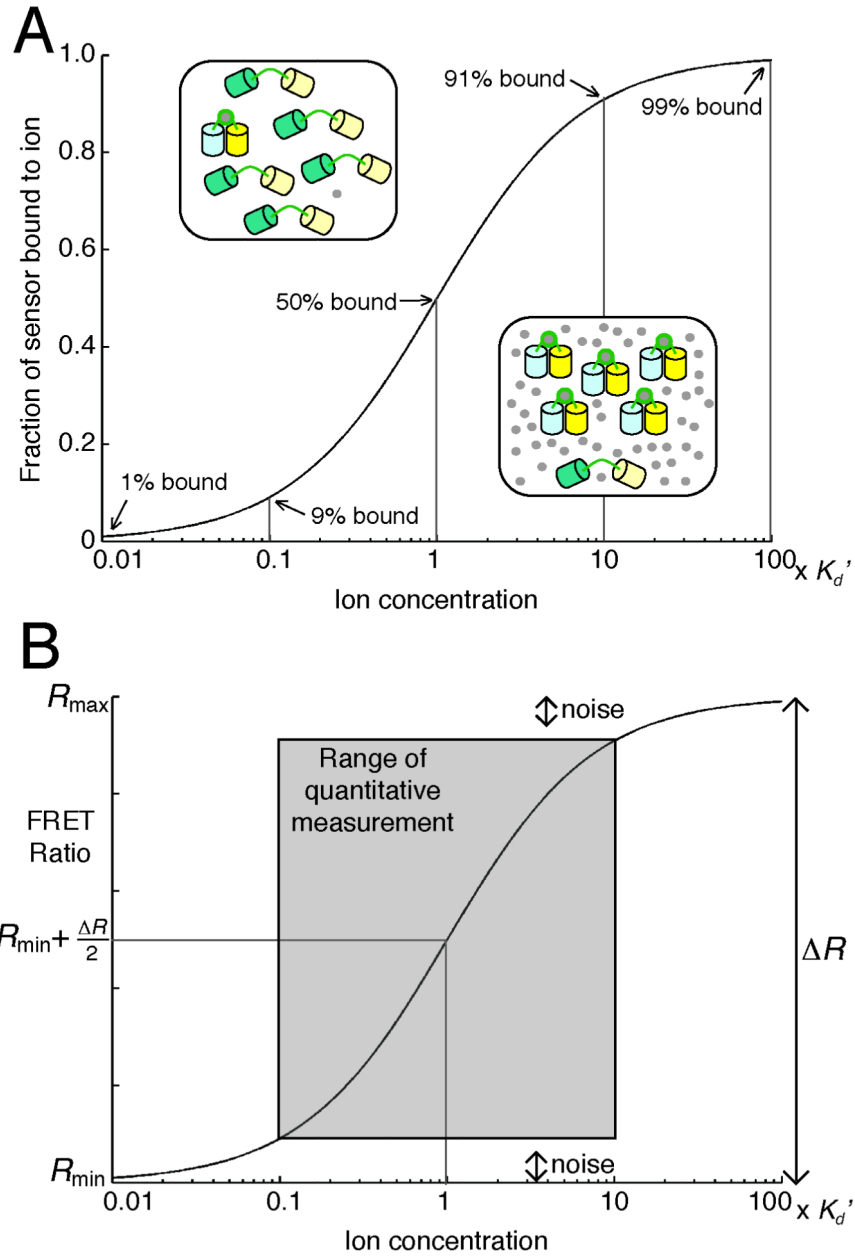 A
1.0
0.8
0.6
0.4
0.2
0
Fraction of sensor bound to ion
91% bound
99% bound
50% bound
1% bound
9% bound
0.01 0.1 1 10 100 x Kd’
Ion concentration
B
Rmax
noise
Range of
quantitative
measurement
FRET
Ratio
Rmin+ ΔR/2
ΔR
Rmin
noise
0.01 0.1 1 10 100 x Kd’
Ion concentration